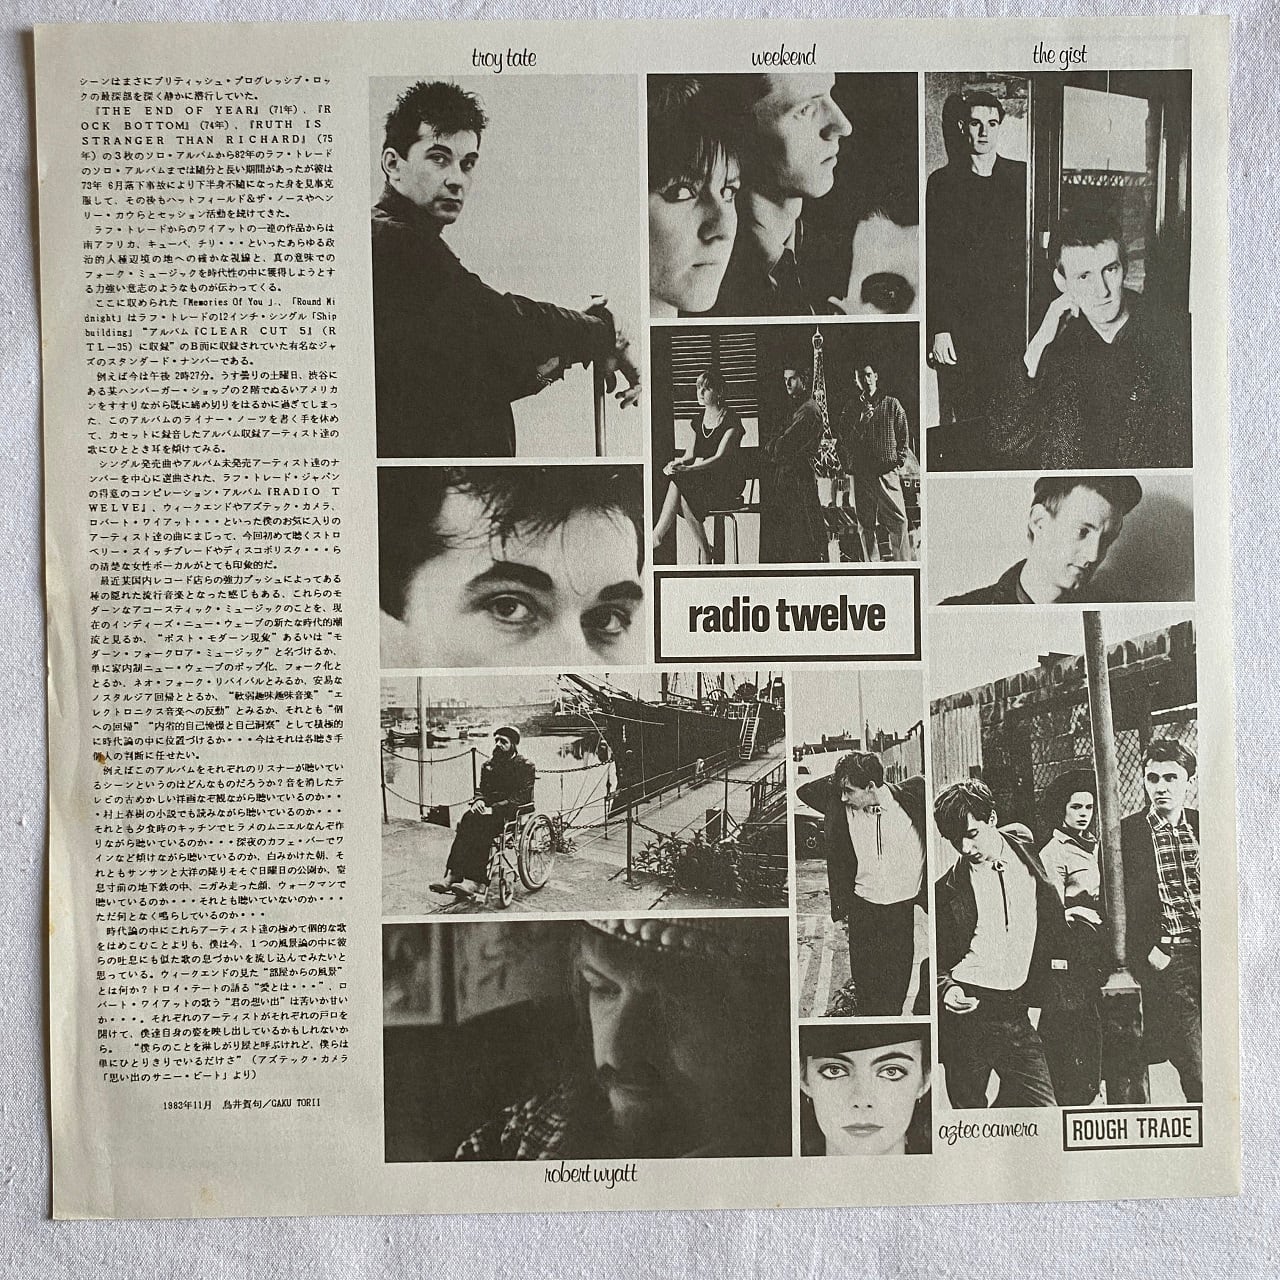 troy tate
weekend
the gist
シーンはまさにブリティッシュ・プログレッシブ・ロッ
クの最深部を深く静かに潜行していた。
『THE END OF YEAR』(71年)、『R
OCK BOTTOM』(74年)、『RUTH IS
STRANGER THAN RICHARD』(75
年)の3枚のソロ・アルバムから82年のラフ・トレード
のソロ・アルバムまでは随分と長い期間があったが彼は
73年 6月落下事故により下半身不随になった身を見事克
服して、その後もハットフィールド&ザ・ノースやヘン
リー・カウらとセッション活動を続けてきた。
ラフ・トレードからのワイアットの一連の作品からは
南アフリカ、キューバ、チリ・・・といったあらゆる政
治的人種辺境の地への確かな視線と、真の意味での
フォーク・ミュージックを時代性の中に獲得しようとす
る力強い意志のようなものが伝わってくる。
ここに収められた「Memories Of You」、「Round Mi
dnight」はラフ・トレードの12インチ・シングル「Ship
building」“アルバム『CLEAR CUT 5』(R
TL−35)に収録”のB面に収録されていた有名なジャ
ズのスタンダード・ナンバーである。
例えば今は午後 2時27分。うす曇りの土曜日、渋谷に
ある某ハンバーガー・ショップの2階でぬるいアメリカ
ンをすすりながら既に締め切りをはるかに過ぎてしまっ
た、このアルバムのライナー・ノーツを書く手を休め
て、カセットに録音したアルバム収録アーティスト達の
歌にひととき耳を傾けてみる。
シングル発売曲やアルバム未発売アーティスト達のナ
ンバーを中心に選曲された、ラフ・トレード・ジャパン
の得意のコンピレーション・アルバム『RADIO T
WELVE』、ウィークエンドやアズテック・カメラ、
ロバート・ワイアット・・・といった僕のお気に入りの
アーティスト達の曲にまじって、今回初めて聴くストロ
ベリー・スイッチブレードやディスコボリスク・・・ら
の清楚な女性ボーカルがとても印象的だ。
最近某国内レコード店らの強力プッシュによってある
種の隠れた流行音楽となった感じもある、これらのモ
ダーンなアコースティック・ミュージックのことを、現
在のインディーズ・ニュー・ウェーブの新たな時代的潮
流と見るか、“ポスト・モダーン現象”あるいは“モ
ダーン・フォークロア・ミュージック”と名づけるか、
単に家内制ニュー・ウェーブのポップ化、フォーク化と
とるか、ネオ・フォーク・リバイバルとみるか、安易な
ノスタルジア回帰ととるか、“軟弱趣味趣味音楽”“エ
レクトロニクス音楽への反動”とみるか、それとも“個
への回帰”“内省的自己憧憬と自己洞察”として積極的
に時代論の中に位置づけるか・・・今はそれは各聴き手
個人の判断に任せたい。
例えばこのアルバムをそれぞれのリスナーが聴いてい
るシーンというのはどんなものだろうか?音を消したテ
レビの古めかしい洋画なぞ観ながら聴いているのか・・
・村上春樹の小説でも読みながら聴いているのか・・・
それとも夕食時のキッチンでヒラメのムニエルなんぞ作
りながら聴いているのか・・・深夜のカフェ・バーでワ
インなど傾けながら聴いているのか、白みかけた朝、そ
れともサンサンと太洋の降りそそぐ日曜日の公園か、窒
息寸前の地下鉄の中、ニガみ走った顔、ウォークマンで
聴いているのか・・・それとも聴いていないのか・・・
ただ何となく鳴らしているのか・・・
時代論の中にこれらアーティスト達の極めて個的な歌
をはめこむことよりも、僕は今、1つの風景論の中に彼
らの吐息にも似た歌の息づかいを流し込んでみたいと
思っている。ウィークエンドの見た“部屋からの風景”
とは何か?トロイ・テートの語る“愛とは・・・”、ロ
バート・ワイアットの歌う“君の想い出”は苦いか甘い
か・・・。それぞれのアーティストがそれぞれの戸口を
開けて、僕達自身の姿を映し出しているかもしれないか
ら。 “僕らのことを淋しがり屋と呼ぶけれど、僕らは
単にひとりきりでいるだけさ”(アズテック・カメラ
「思い出のサニー・ビート」より)
1983年11月 鳥井賀句/GAKU TORII
radio twelve
robert wyatt
aztec camera
ROUGH TRADE